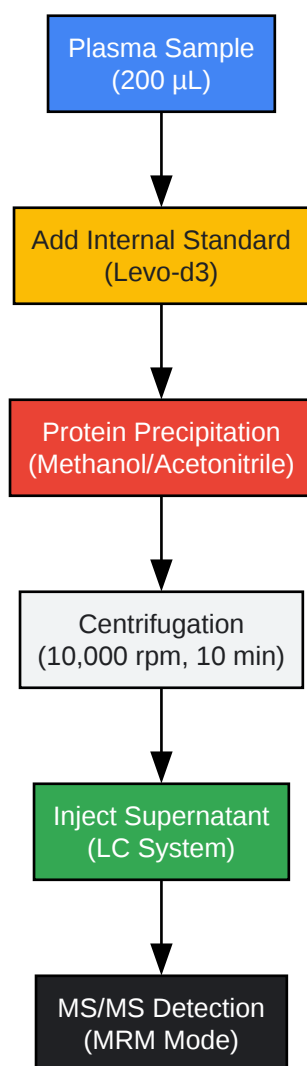 Plasma Sample
(200 µL)
Add Internal Standard
(Levo-d3)
Protein Precipitation
(Methanol/Acetonitrile)
Centrifugation
(10,000 rpm, 10 min)
Inject Supernatant
(LC System)
MS/MS Detection
(MRM Mode)